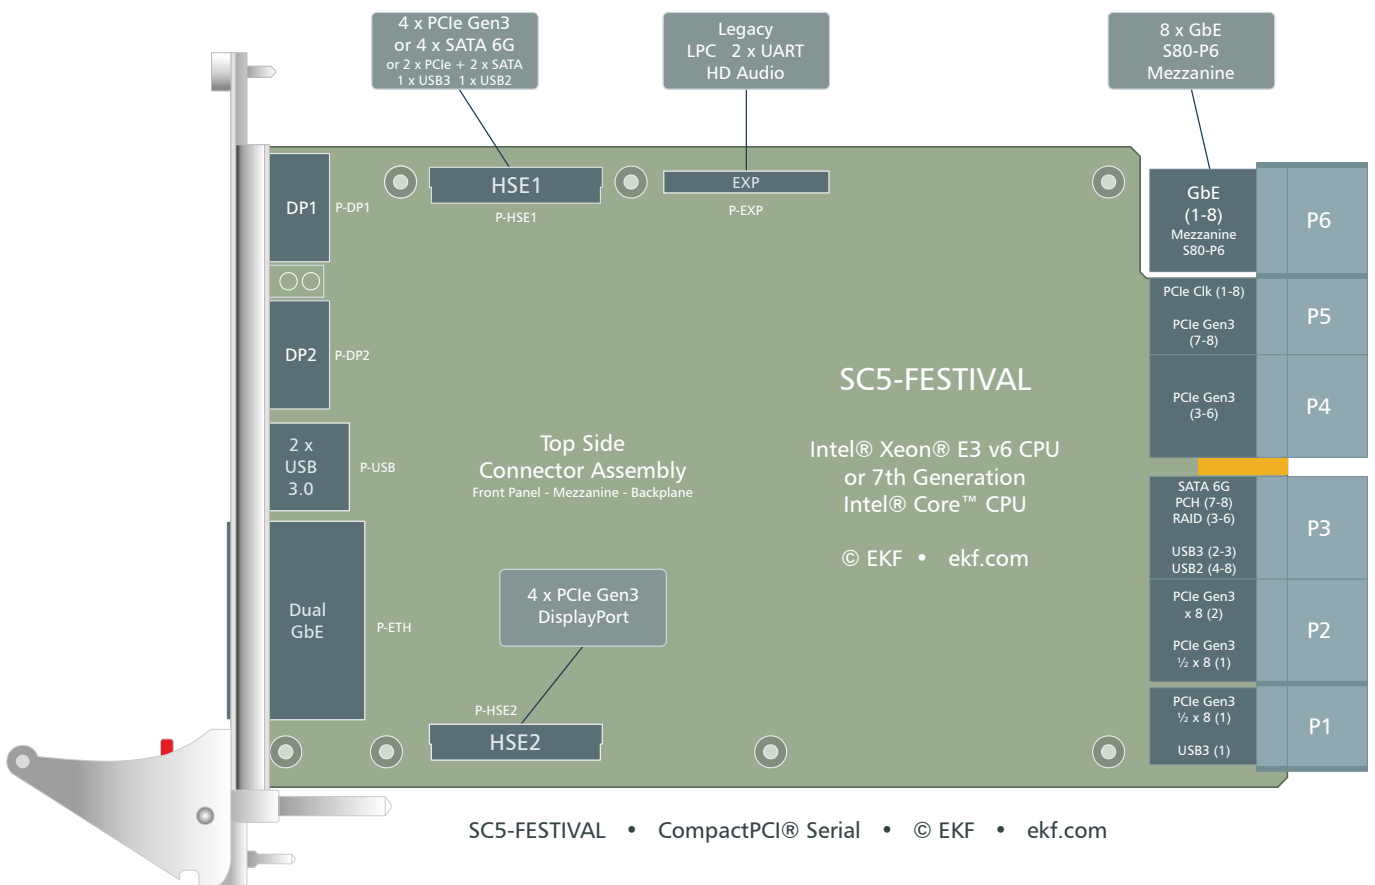 4 x PCIe Gen3
or 4 x SATA 6G
or 2 x PCIe + 2 x SATA
1 x USB3 1 x USB2
Legacy
LPC 2 x UART
HD Audio
8 x GbE
S80-P6
Mezzanine
DP1
P-DP1
HSE1
P-HSE1
EXP
P-EXP
GbE
(1-8)
Mezzanine
S80-P6
P6
PCIe Clk (1-8)
PCIe Gen3
(7-8)
P5
DP2
P-DP2
SC5-FESTIVAL
PCIe Gen3
(3-6)
P4
2 x
USB
3.0
P-USB
Top Side
Connector Assembly
Front Panel - Mezzanine - Backplane
Intel® Xeon® E3 v6 CPU
or 7th Generation
Intel® Core™ CPU
© EKF • ekf.com
SATA 6G
PCH (7-8)
RAID (3-6)
USB3 (2-3)
USB2 (4-8)
P3
Dual
GbE
P-ETH
4 x PCIe Gen3
DisplayPort
PCIe Gen3
x 8 (2)
PCIe Gen3
½ x 8 (1)
P2
P-HSE2
HSE2
PCIe Gen3
½ x 8 (1)
USB3 (1)
P1
SC5-FESTIVAL • CompactPCI® Serial • © EKF • ekf.com